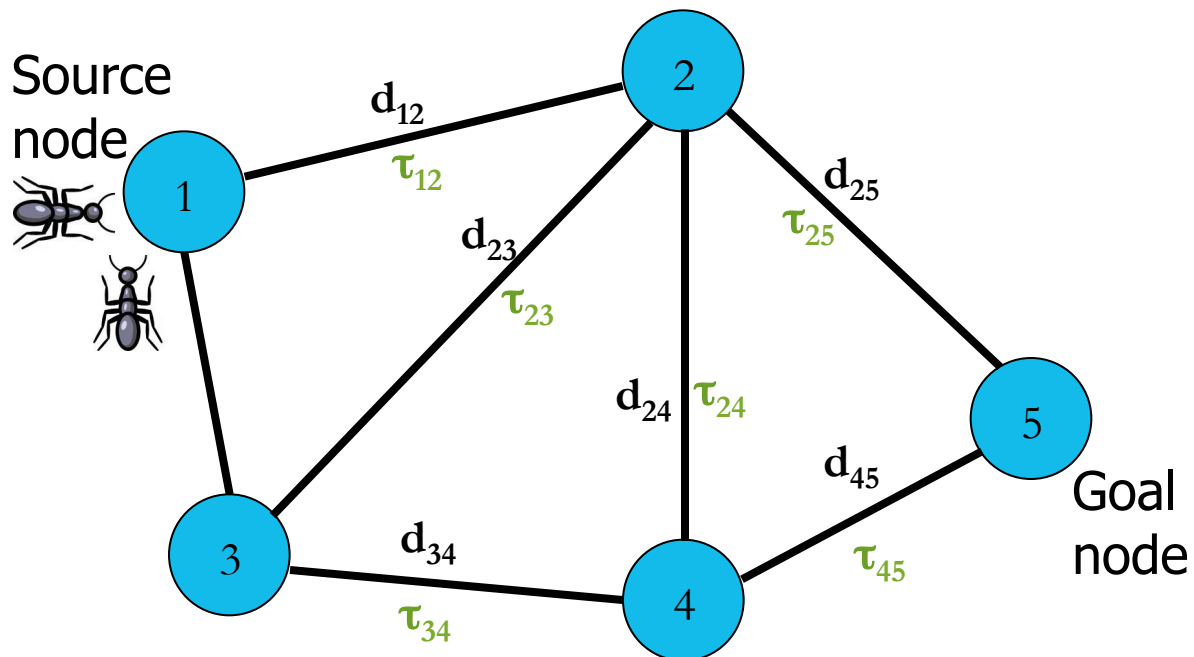 Source
node
1
2
3
4
5
d₁₂
τ₁₂
d₂₃
τ₂₃
d₂₅
τ₂₅
d₂₄
τ₂₄
d₄₅
τ₄₅
d₃₄
τ₃₄
Goal
node